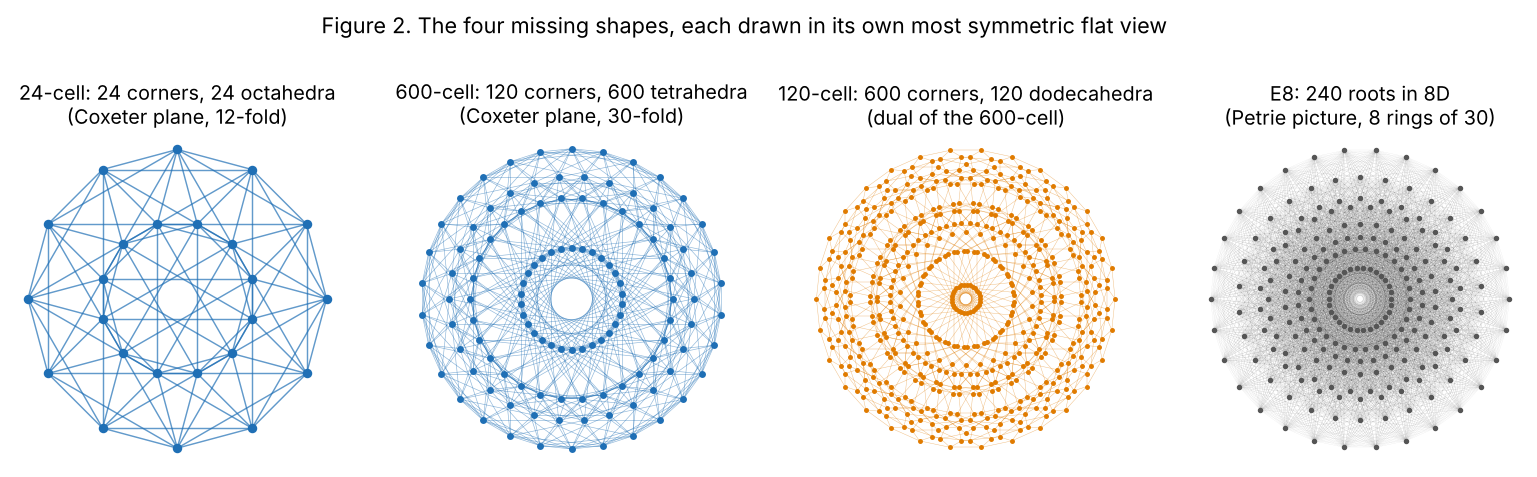 Figure 2. The four missing shapes, each drawn in its own most symmetric flat view
24-cell: 24 corners, 24 octahedra
(Coxeter plane, 12-fold)
600-cell: 120 corners, 600 tetrahedra
(Coxeter plane, 30-fold)
120-cell: 600 corners, 120 dodecahedra
(dual of the 600-cell)
E8: 240 roots in 8D
(Petrie picture, 8 rings of 30)